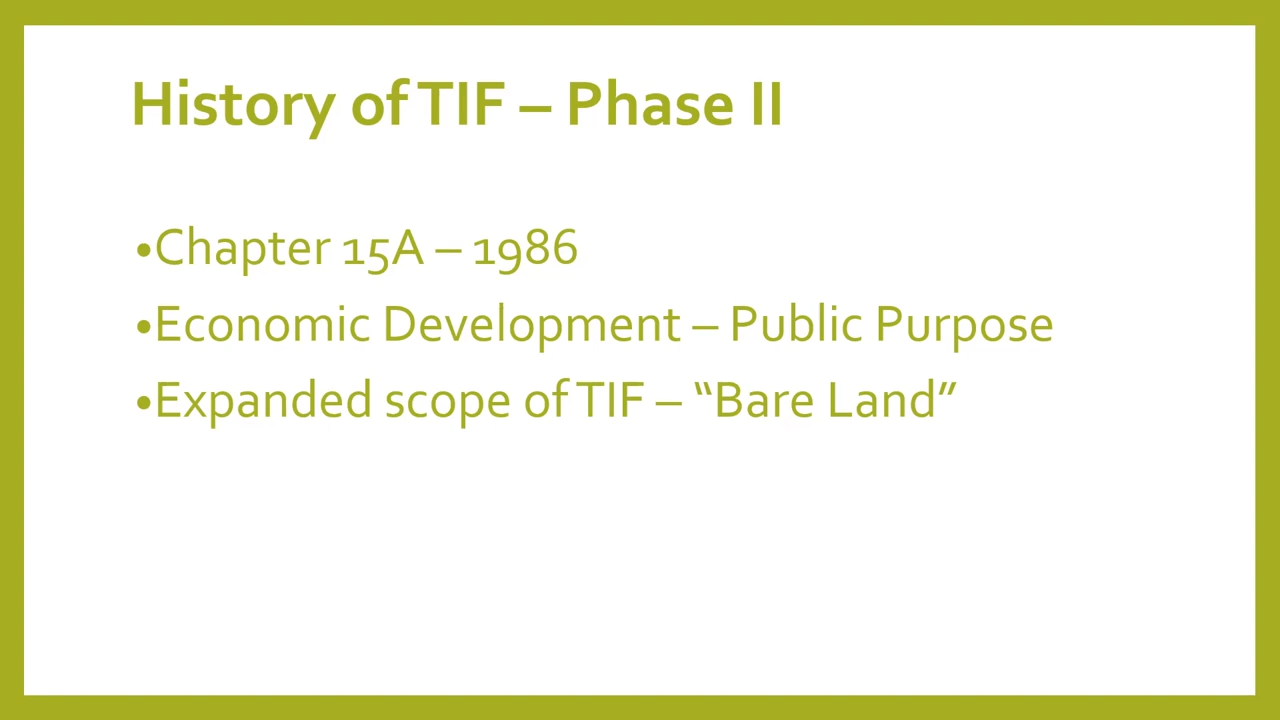 History of TIF – Phase II
•Chapter 15A – 1986
•Economic Development – Public Purpose
•Expanded scope of TIF – “Bare Land”